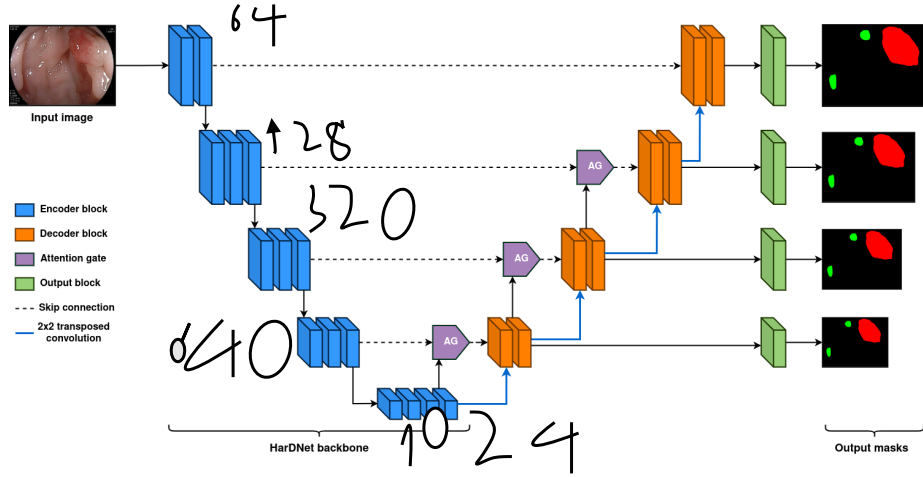 64
Input image
128
AG
320
Encoder block
Decoder block
Attention gate
AG
Output block
Skip connection
2x2 transposed
convolution
640
AG
1024
HarDNet backbone
Output masks